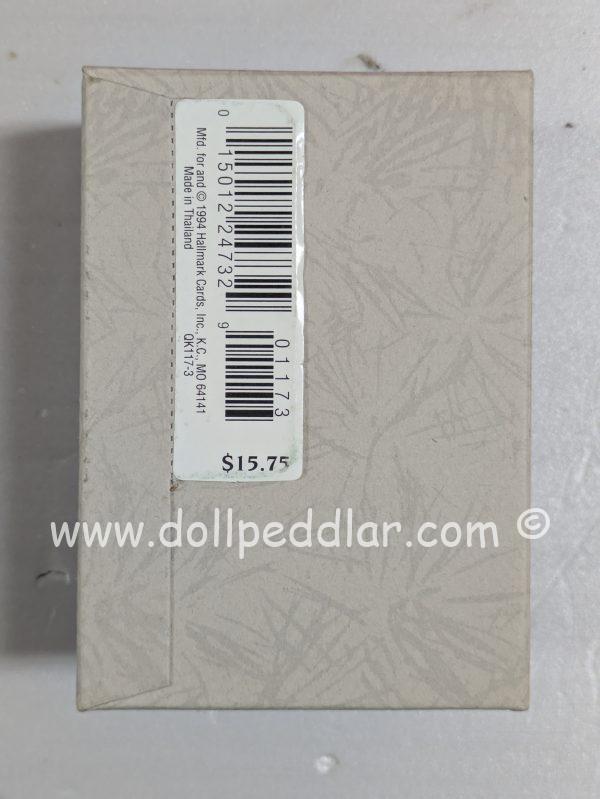 0 15012 24732 9
01173
Mfd. for and © 1994 Hallmark Cards, Inc., K.C., MO 64141
Made in Thailand
QK117-3
$15.75
www.dollpeddlar.com ©